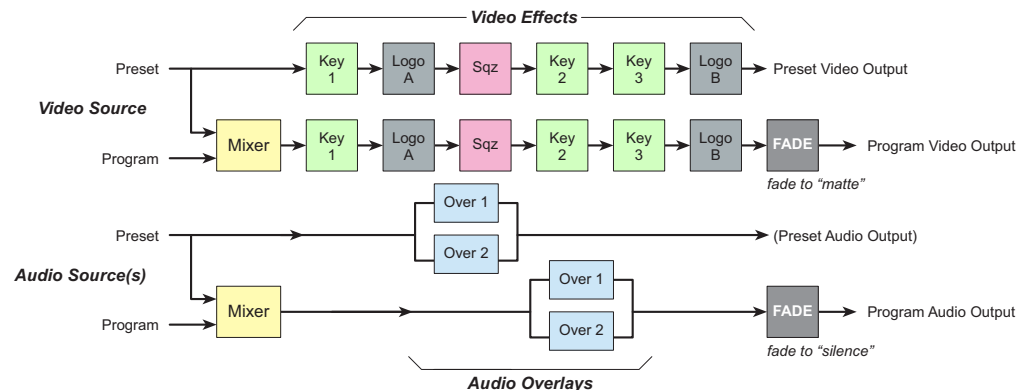 Video Effects
Preset
Key
1
Logo
A
Sqz
Key
2
Key
3
Logo
B
Preset Video Output
Video Source
Program
Mixer
Key
1
Logo
A
Sqz
Key
2
Key
3
Logo
B
FADE
Program Video Output
fade to “matte”
Preset
Over 1
Over 2
(Preset Audio Output)
Audio Source(s)
Program
Mixer
Over 1
Over 2
FADE
Program Audio Output
fade to “silence”
Audio Overlays